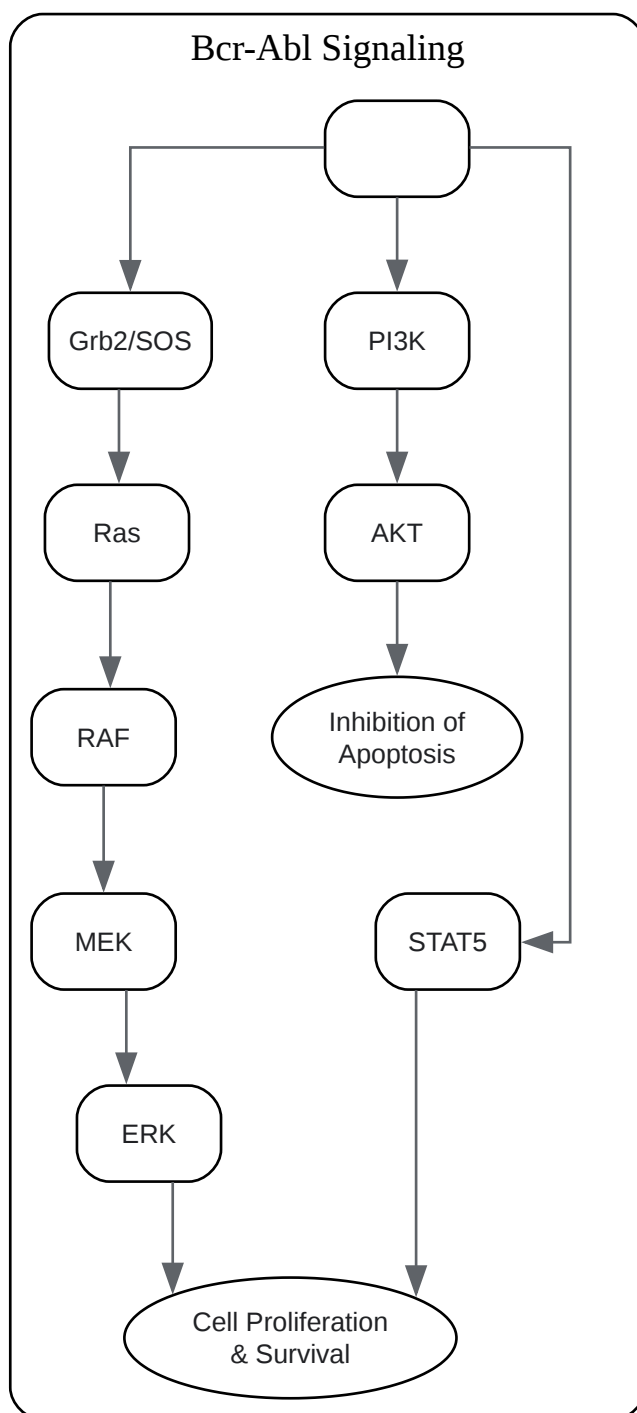 Bcr-Abl Signaling
Grb2/SOS
PI3K
Ras
AKT
RAF
Inhibition of
Apoptosis
MEK
STAT5
ERK
Cell Proliferation
& Survival